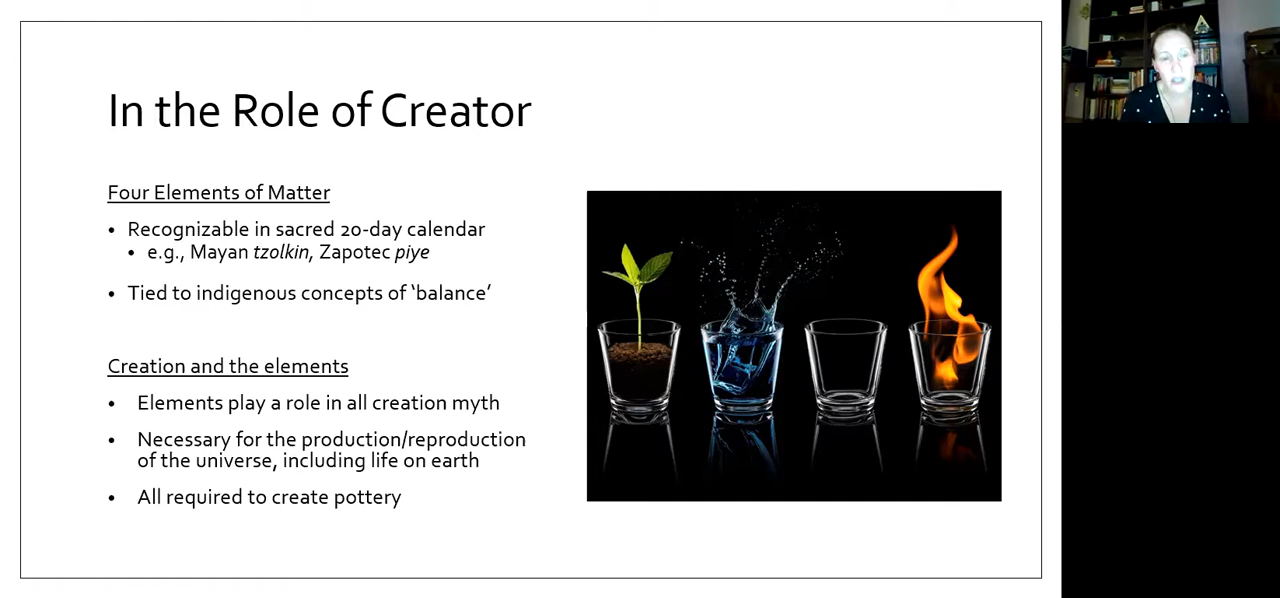 In the Role of Creator
Four Elements of Matter
• Recognizable in sacred 20-day calendar
• e.g., Mayan tzolkin, Zapotec piye
• Tied to indigenous concepts of ‘balance’
Creation and the elements
• Elements play a role in all creation myth
• Necessary for the production/reproduction
of the universe, including life on earth
• All required to create pottery